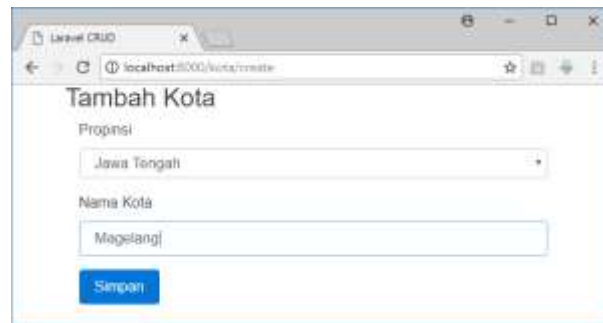 Laravel CRUD
localhost:8000/kota/create
Tambah Kota
Propinsi
Jawa Tengah
Nama Kota
Magelang
Simpan